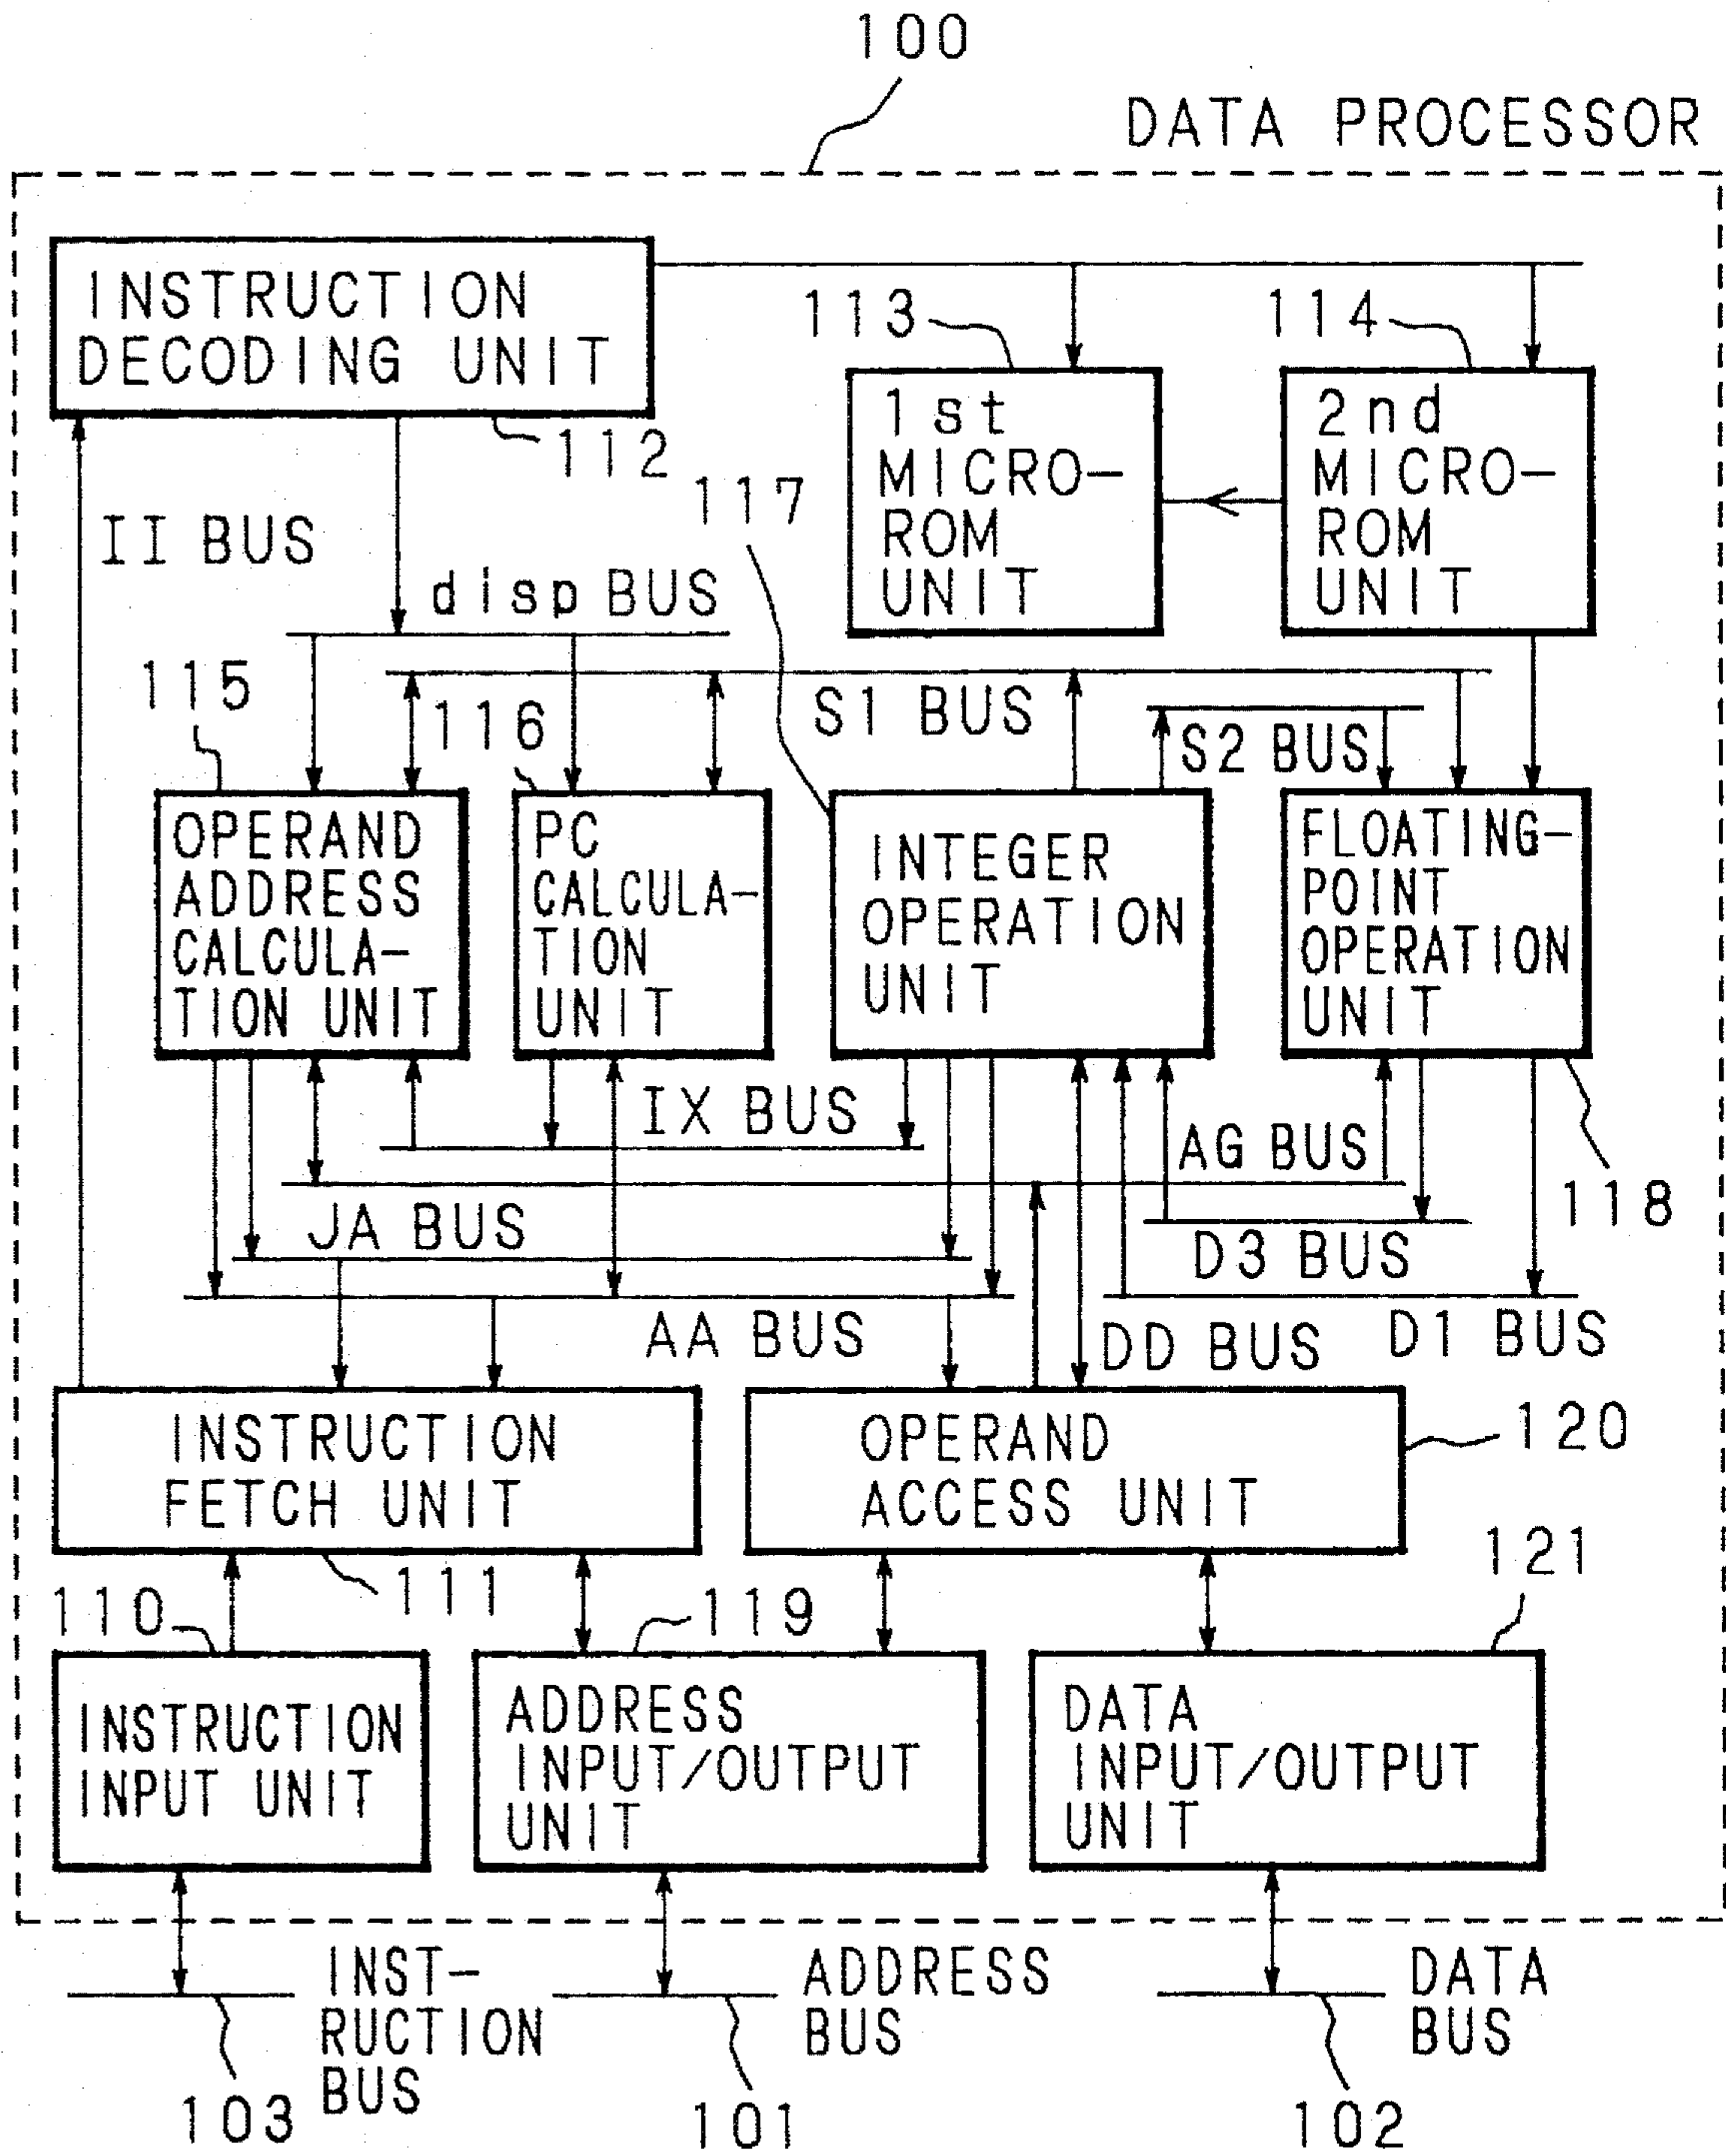 100
DATA PROCESSOR
INSTRUCTION
DECODING UNIT
112
113
1st
MICRO-
ROM
UNIT
114
2nd
MICRO-
ROM
UNIT
117
II BUS
disp BUS
115
116
S1 BUS
S2 BUS
OPERAND
ADDRESS
CALCULA-
TION UNIT
PC
CALCULA-
TION
UNIT
INTEGER
OPERATION
UNIT
FLOATING-
POINT
OPERATION
UNIT
IX BUS
AG BUS
118
JA BUS
D3 BUS
AA BUS
DD BUS
D1 BUS
INSTRUCTION
FETCH UNIT
111
OPERAND
ACCESS UNIT
120
110
119
121
INSTRUCTION
INPUT UNIT
ADDRESS
INPUT/OUTPUT
UNIT
DATA
INPUT/OUTPUT
UNIT
INST-
RUCTION
BUS
103
ADDRESS
BUS
101
DATA
BUS
102